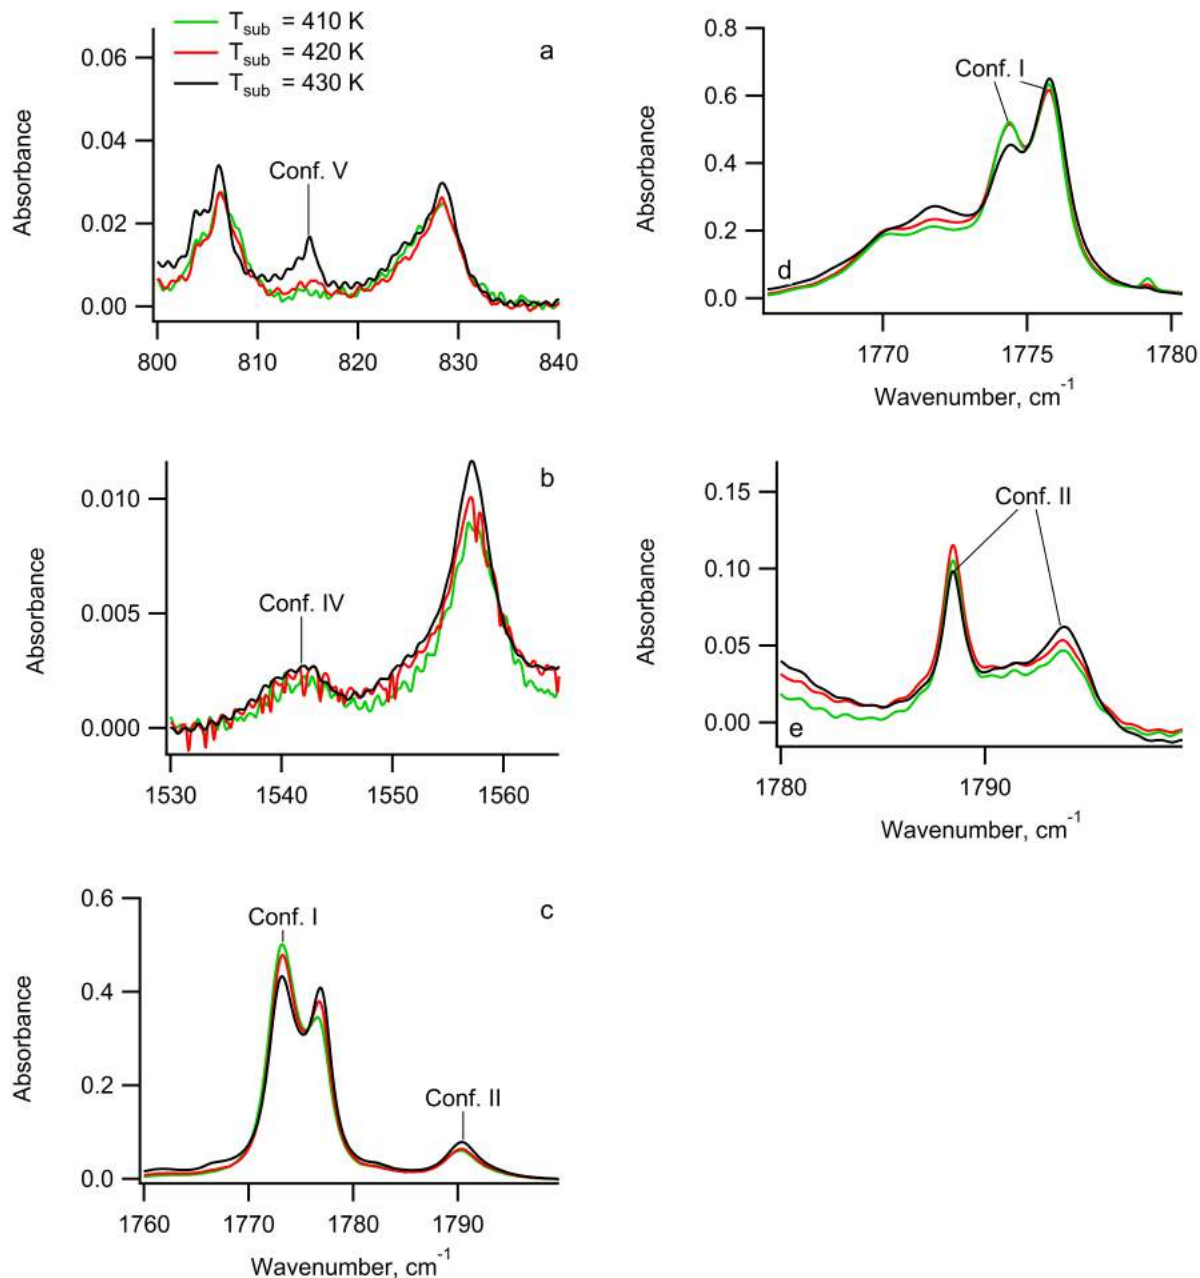 T_sub = 410 K
T_sub = 420 K
T_sub = 430 K
a
0.06
0.04
0.02
0.00
Absorbance
Conf. V
800 810 820 830 840
0.8
0.6
0.4
0.2
0.0
Absorbance
Conf. I
d
1770 1775 1780
Wavenumber, cm⁻¹
b
0.010
0.005
0.000
Absorbance
Conf. IV
1530 1540 1550 1560
0.15
0.10
0.05
0.00
Absorbance
Conf. II
e
1780 1790
Wavenumber, cm⁻¹
c
0.6
0.4
0.2
0.0
Absorbance
Conf. I
Conf. II
1760 1770 1780 1790
Wavenumber, cm⁻¹